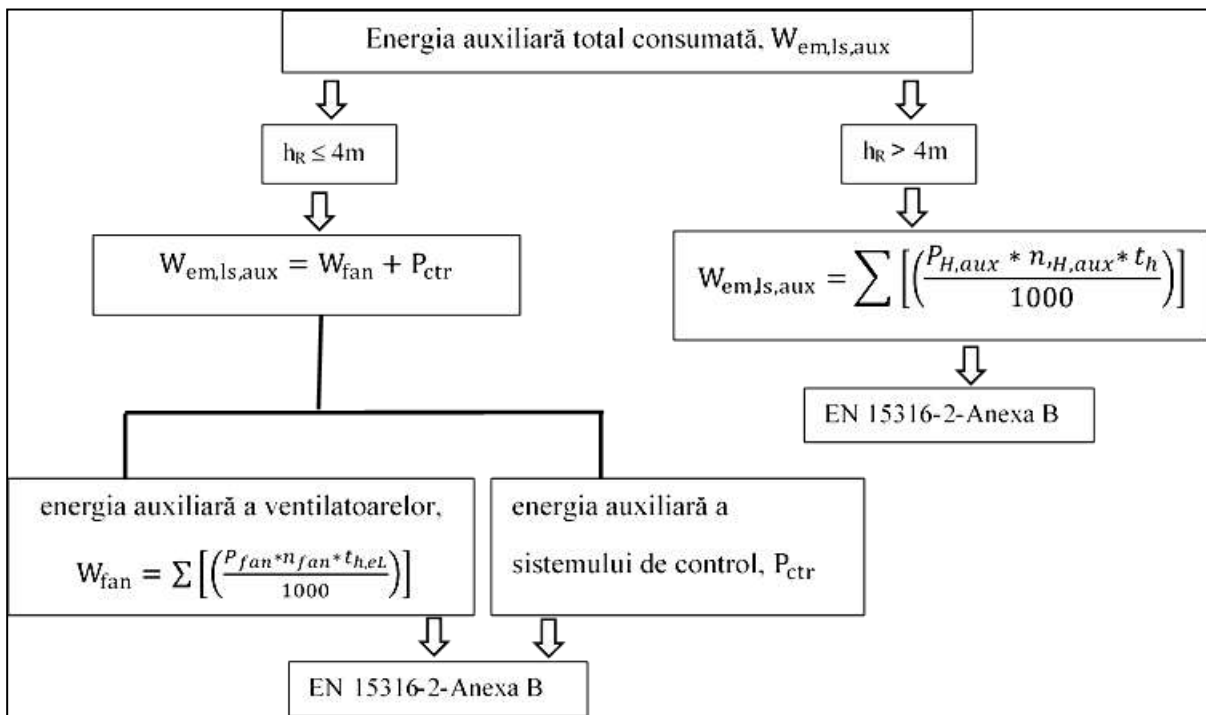 Energia auxiliară total consumată, W_em,ls,aux
h_R ≤ 4m
h_R > 4m
W_em,ls,aux = W_fan + P_ctr
W_em,ls,aux = ∑ [((P_H,aux * n_,H,aux * t_h) / 1000)]
EN 15316-2-Anexa B
energia auxiliară a ventilatoarelor,
W_fan = ∑ [((P_fan*n_fan*t_h,eL) / 1000)]
energia auxiliară a
sistemului de control, P_ctr
EN 15316-2-Anexa B